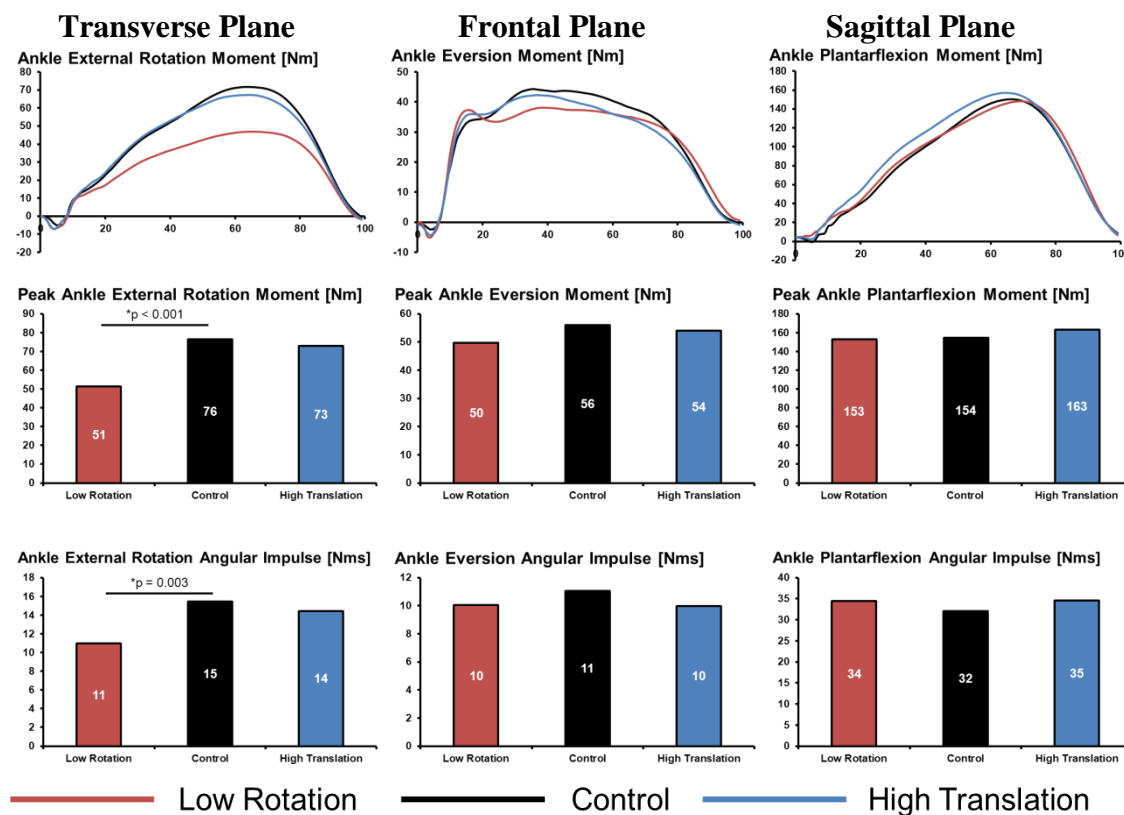 Transverse Plane Frontal Plane Sagittal Plane
Ankle External Rotation Moment [Nm]
80
70
60
50
40
30
20
10
0
-10
-20
0 20 40 60 80 100
Ankle Eversion Moment [Nm]
50
40
30
20
10
0
-10
0 20 40 60 80 100
Ankle Plantarflexion Moment [Nm]
180
160
140
120
100
80
60
40
20
0
-20
0 20 40 60 80 100
Peak Ankle External Rotation Moment [Nm]
*p < 0.001
90
80
70
60
50
40
30
20
10
0
51 76 73
Low Rotation Control High Translation
Peak Ankle Eversion Moment [Nm]
60
50
40
30
20
10
0
50 56 54
Low Rotation Control High Translation
Peak Ankle Plantarflexion Moment [Nm]
180
160
140
120
100
80
60
40
20
0
153 154 163
Low Rotation Control High Translation
Ankle External Rotation Angular Impulse [Nms]
*p = 0.003
18
16
14
12
10
8
6
4
2
0
11 15 14
Low Rotation Control High Translation
Ankle Eversion Angular Impulse [Nms]
12
10
8
6
4
2
0
10 11 10
Low Rotation Control High Translation
Ankle Plantarflexion Angular Impulse [Nms]
40
35
30
25
20
15
10
5
0
34 32 35
Low Rotation Control High Translation
Low Rotation Control High Translation